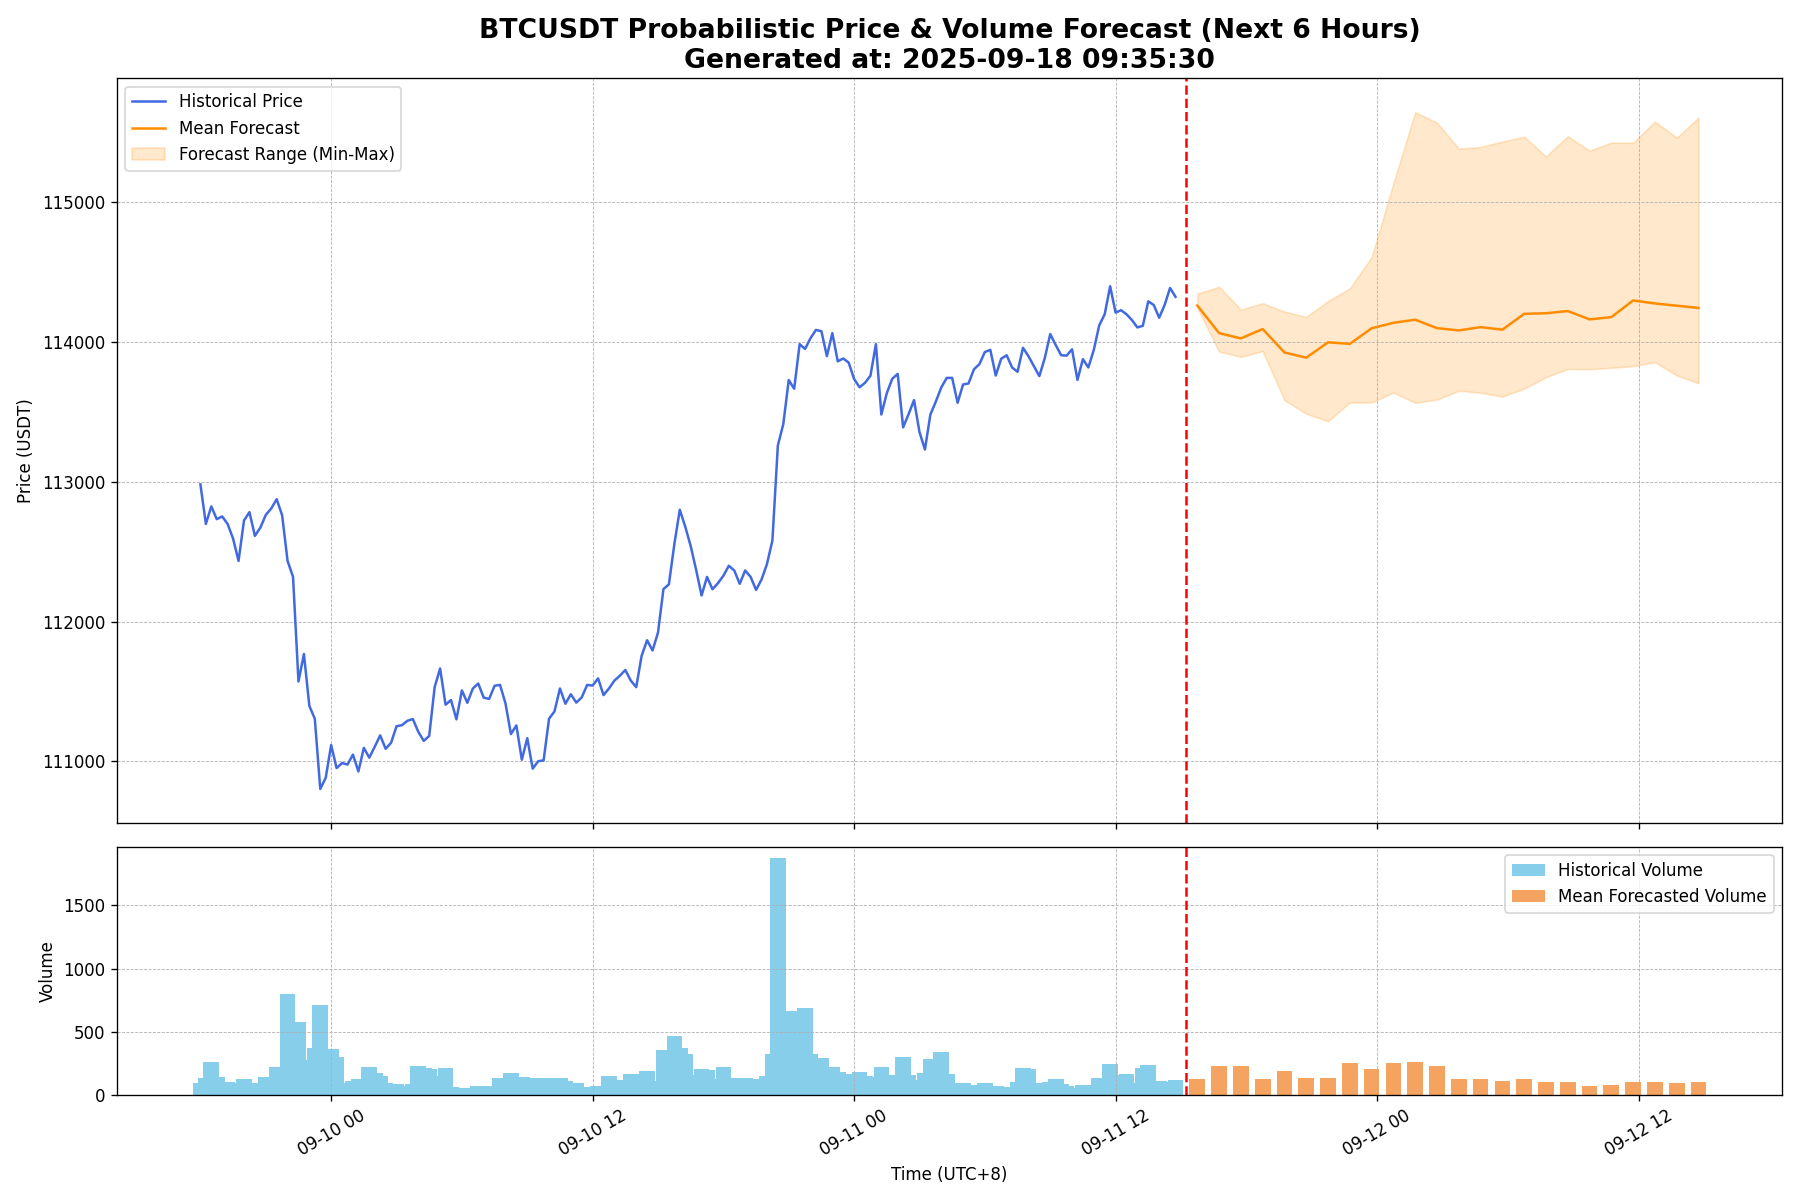 BTCUSDT Probabilistic Price & Volume Forecast (Next 6 Hours)
Generated at: 2025-09-18 09:35:30
Historical Price
Mean Forecast
Forecast Range (Min-Max)
115000
114000
113000
112000
111000
Price (USDT)
Historical Volume
Mean Forecasted Volume
1500
1000
500
0
Volume
09-10 00
09-10 12
09-11 00
09-11 12
09-12 00
09-12 12
Time (UTC+8)